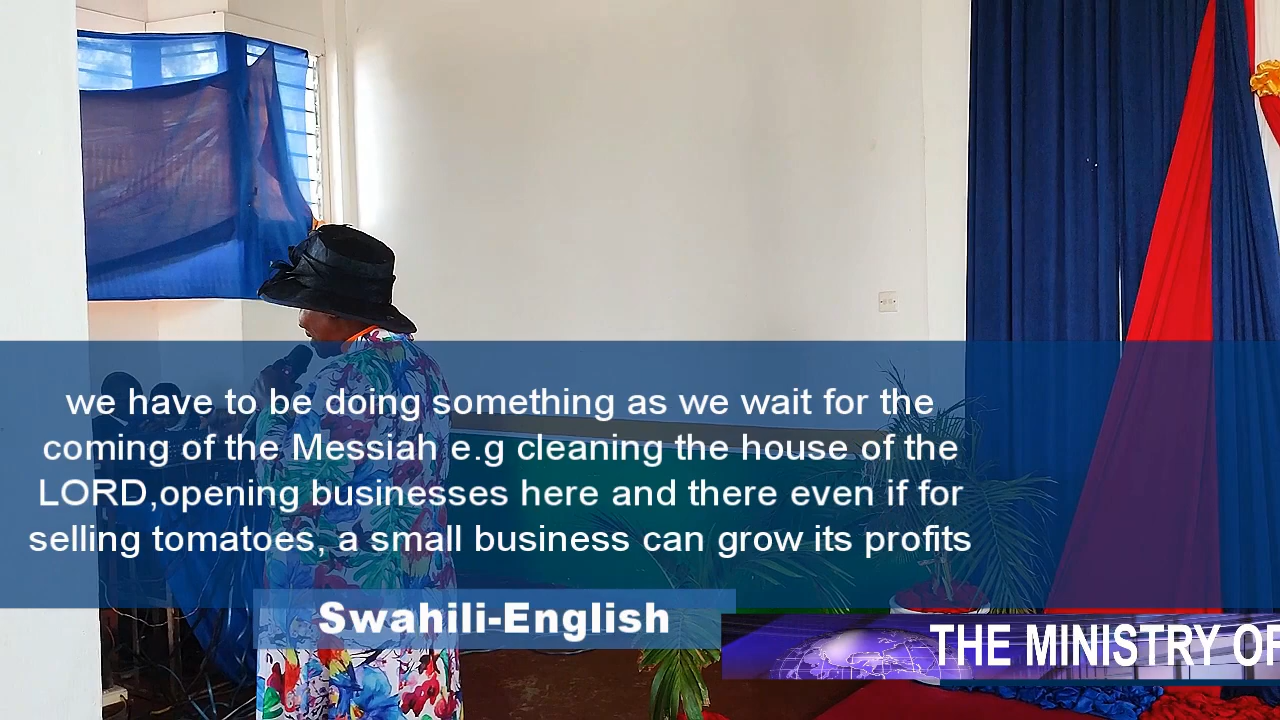 we have to be doing something as we wait for the
coming of the Messiah e.g cleaning the house of the
LORD,opening businesses here and there even if for
selling tomatoes, a small business can grow its profits
Swahili-English
THE MINISTRY OF